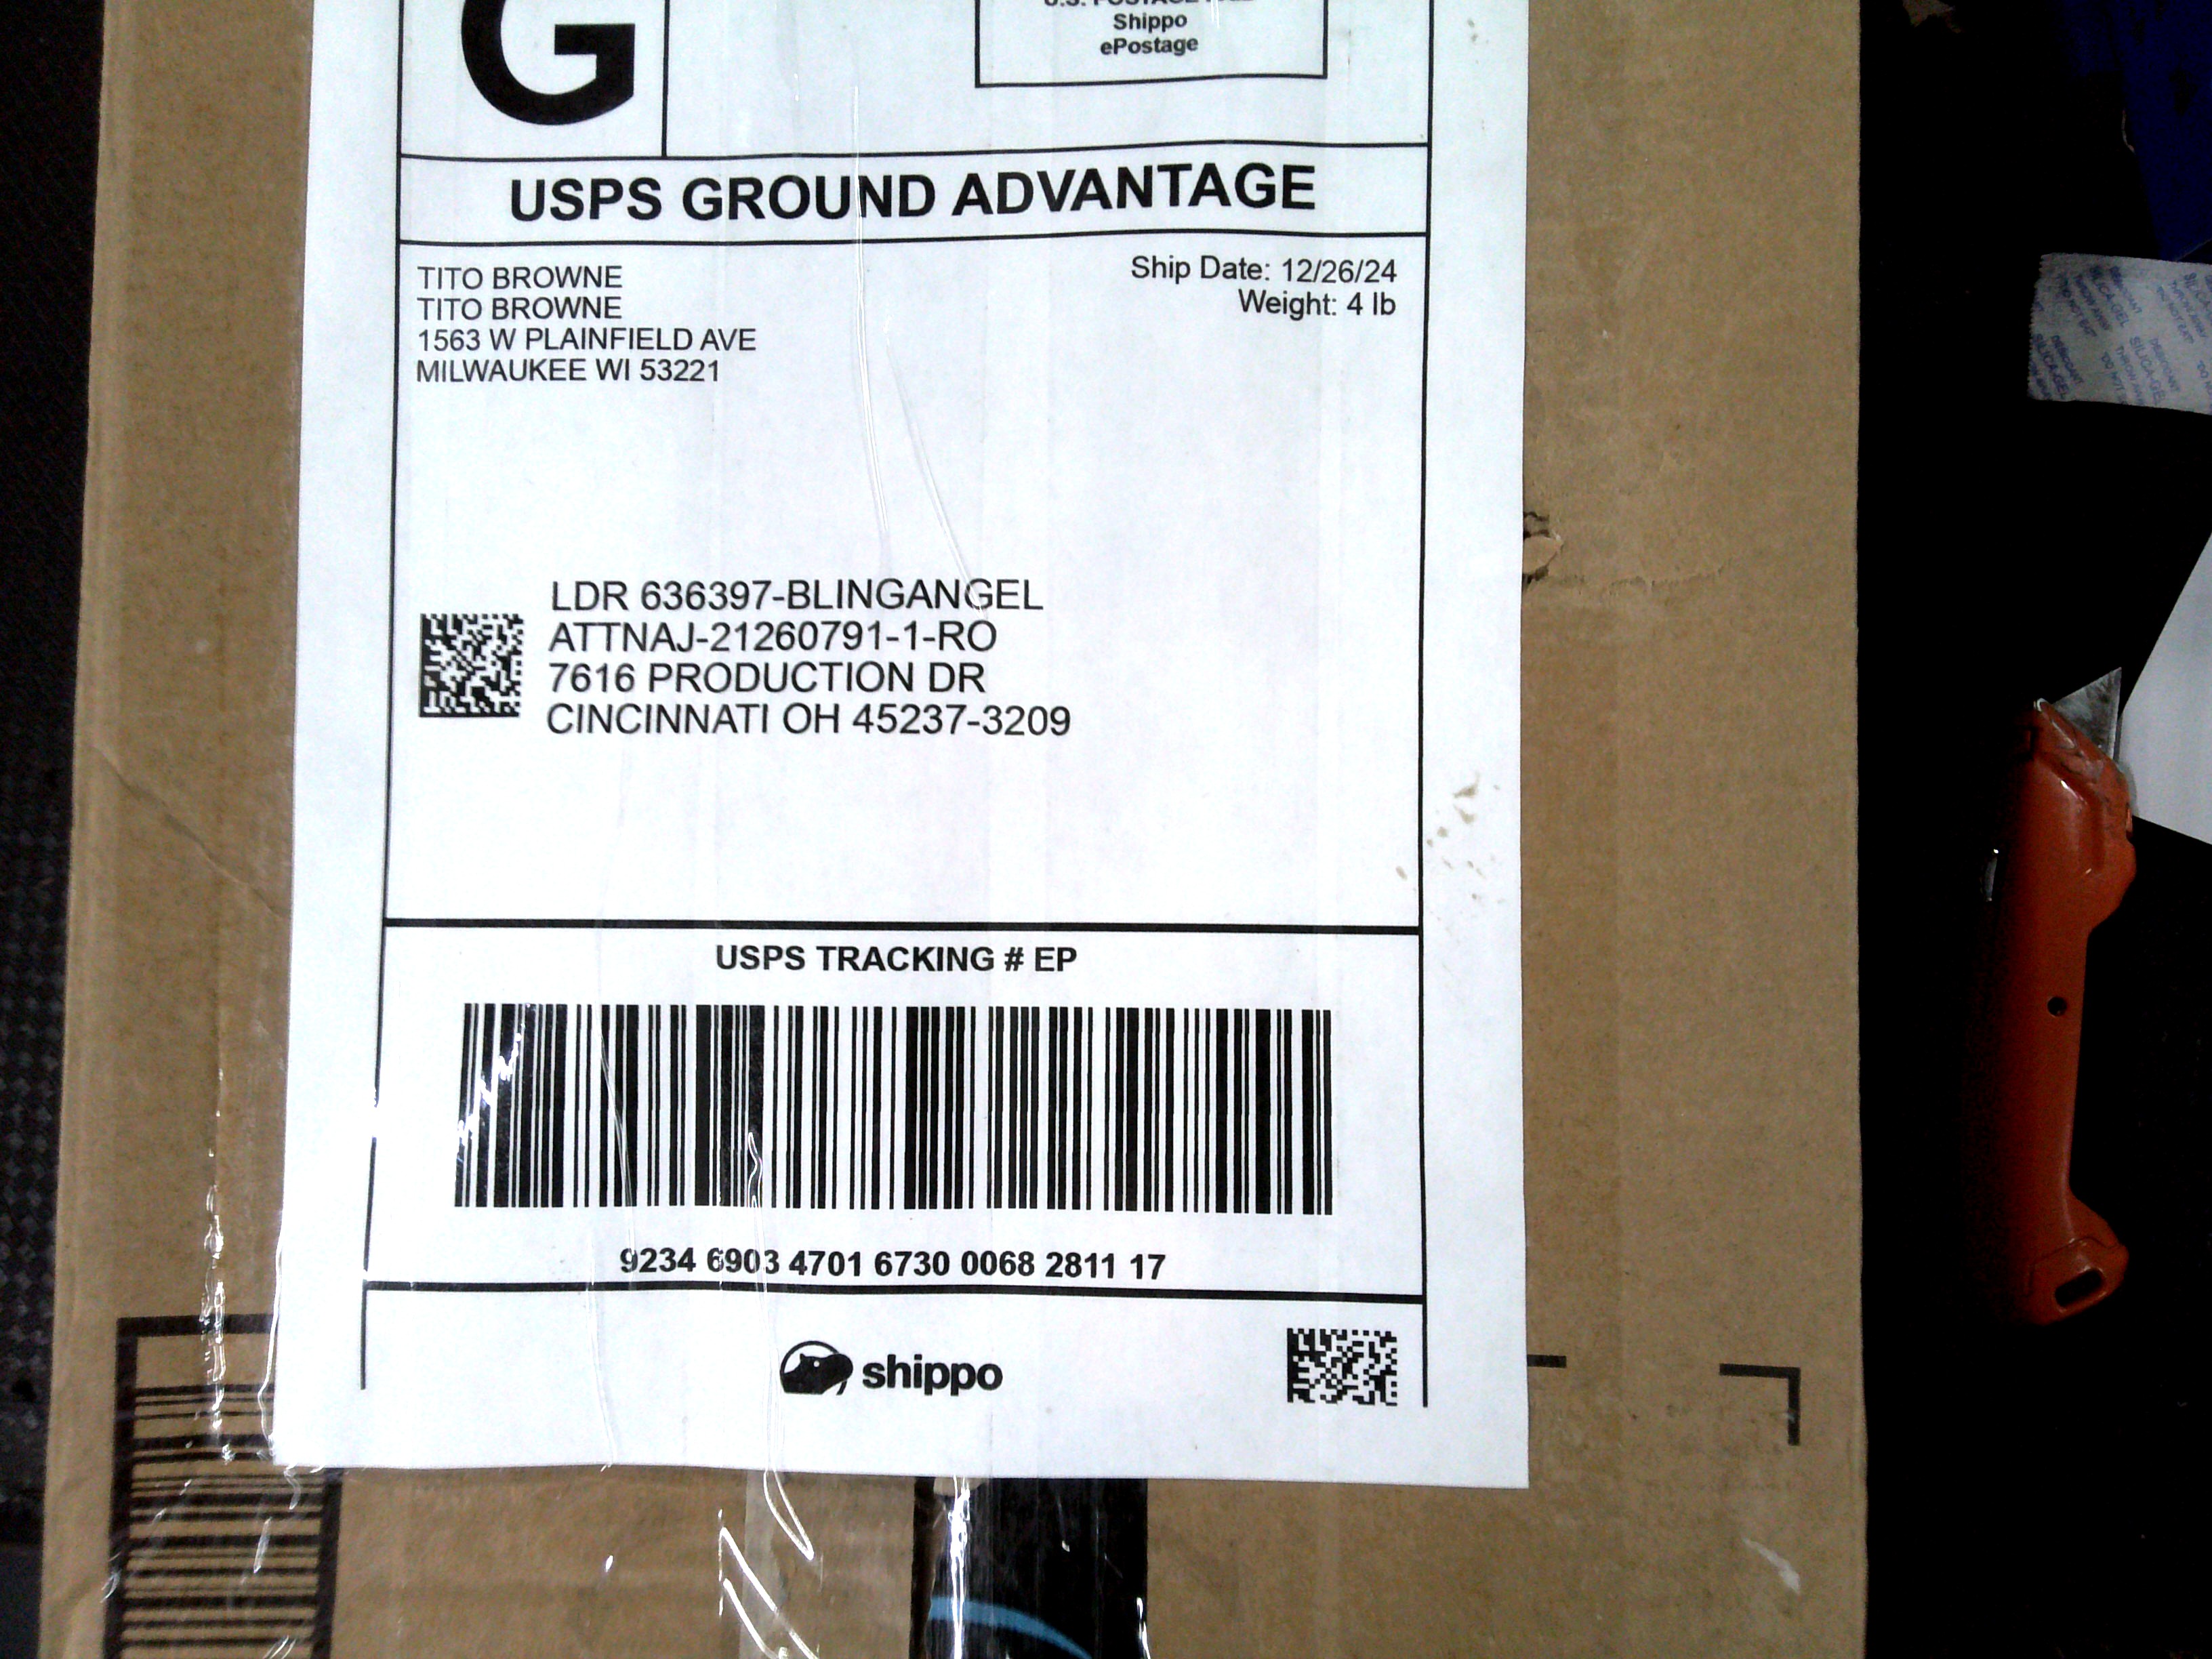 G
Shippo
ePostage
USPS GROUND ADVANTAGE
TITO BROWNE
TITO BROWNE
1563 W PLAINFIELD AVE
MILWAUKEE WI 53221
Ship Date: 12/26/24
Weight: 4 lb
LDR 636397-BLINGANGEL
ATTNAJ-21260791-1-RO
7616 PRODUCTION DR
CINCINNATI OH 45237-3209
USPS TRACKING # EP
9234 6903 4701 6730 0068 2811 17
shippo